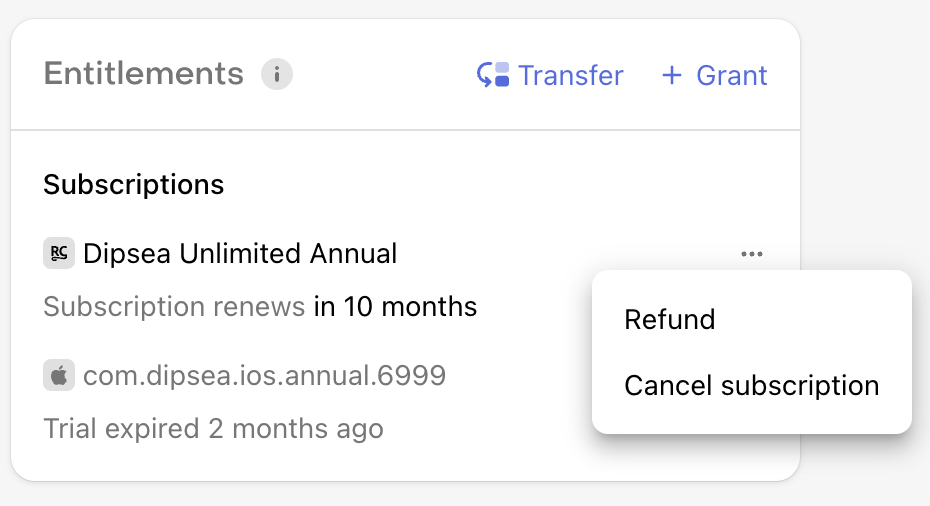 Entitlements i Transfer + Grant
Subscriptions
RC Dipsea Unlimited Annual ...
Subscription renews in 10 months
Refund
com.dipsea.ios.annual.6999
Cancel subscription
Trial expired 2 months ago